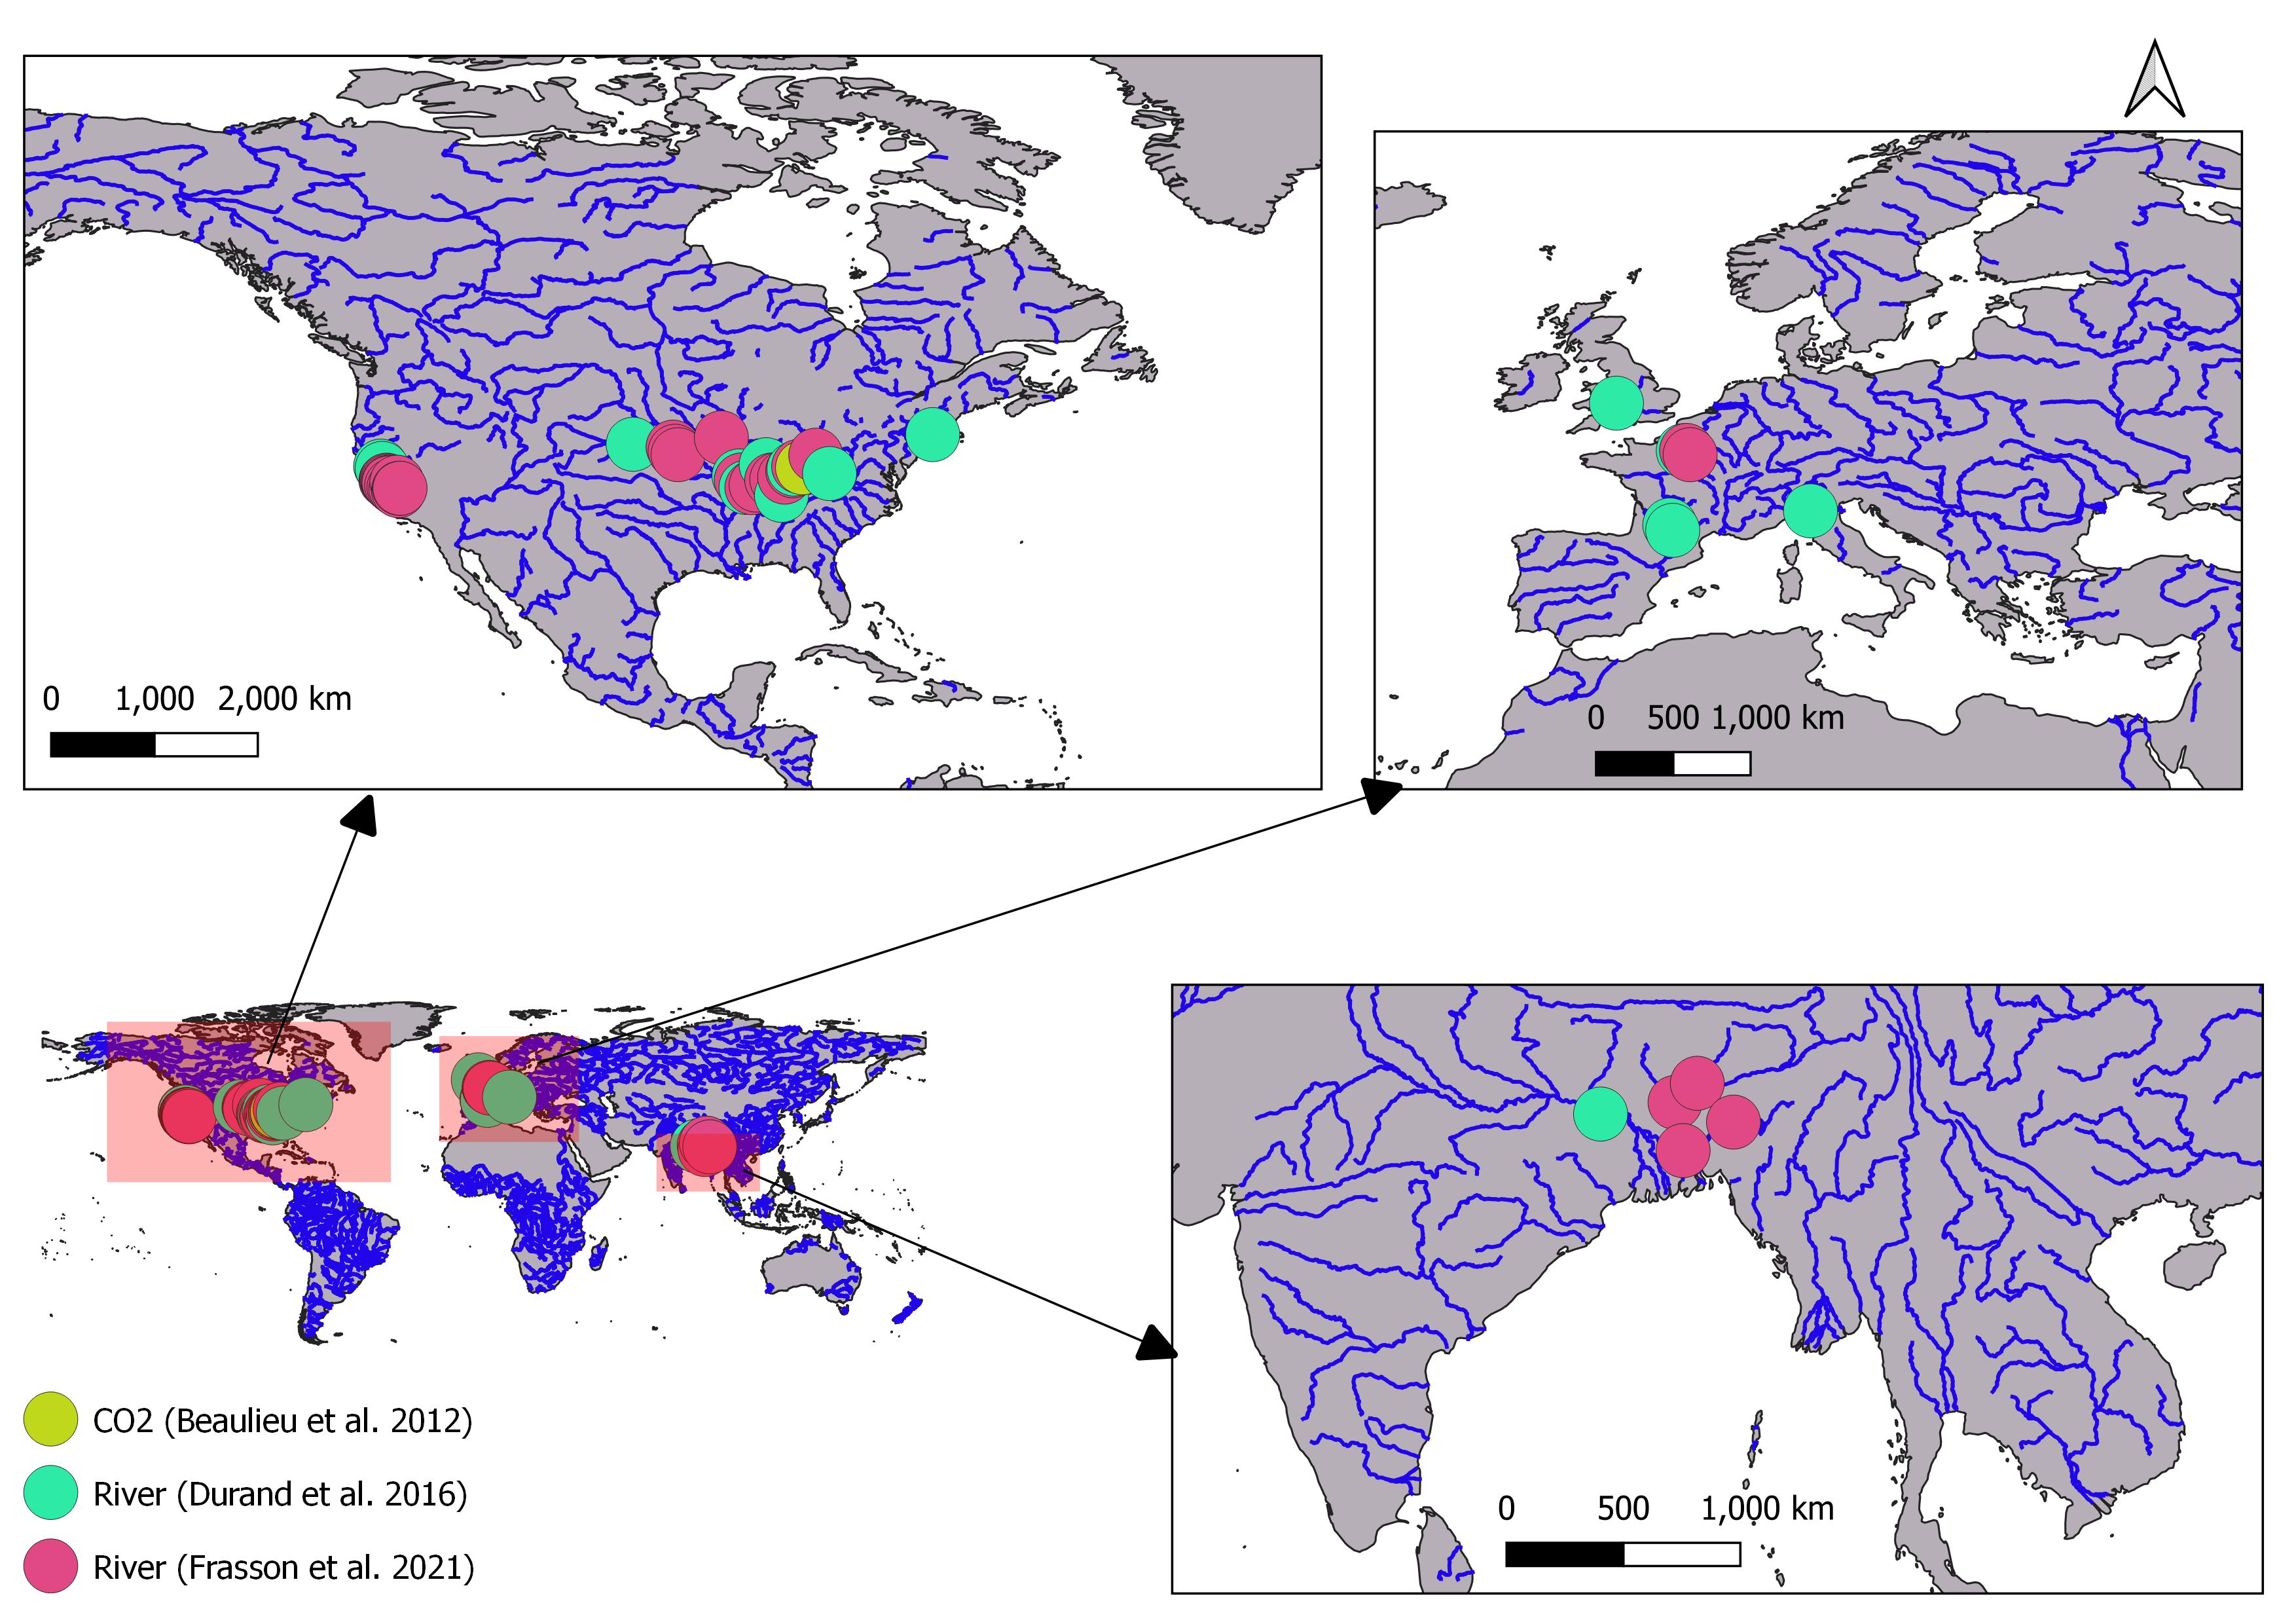 0 1,000 2,000 km
0 500 1,000 km
CO2 (Beaulieu et al. 2012)
River (Durand et al. 2016)
River (Frasson et al. 2021)
0 500 1,000 km